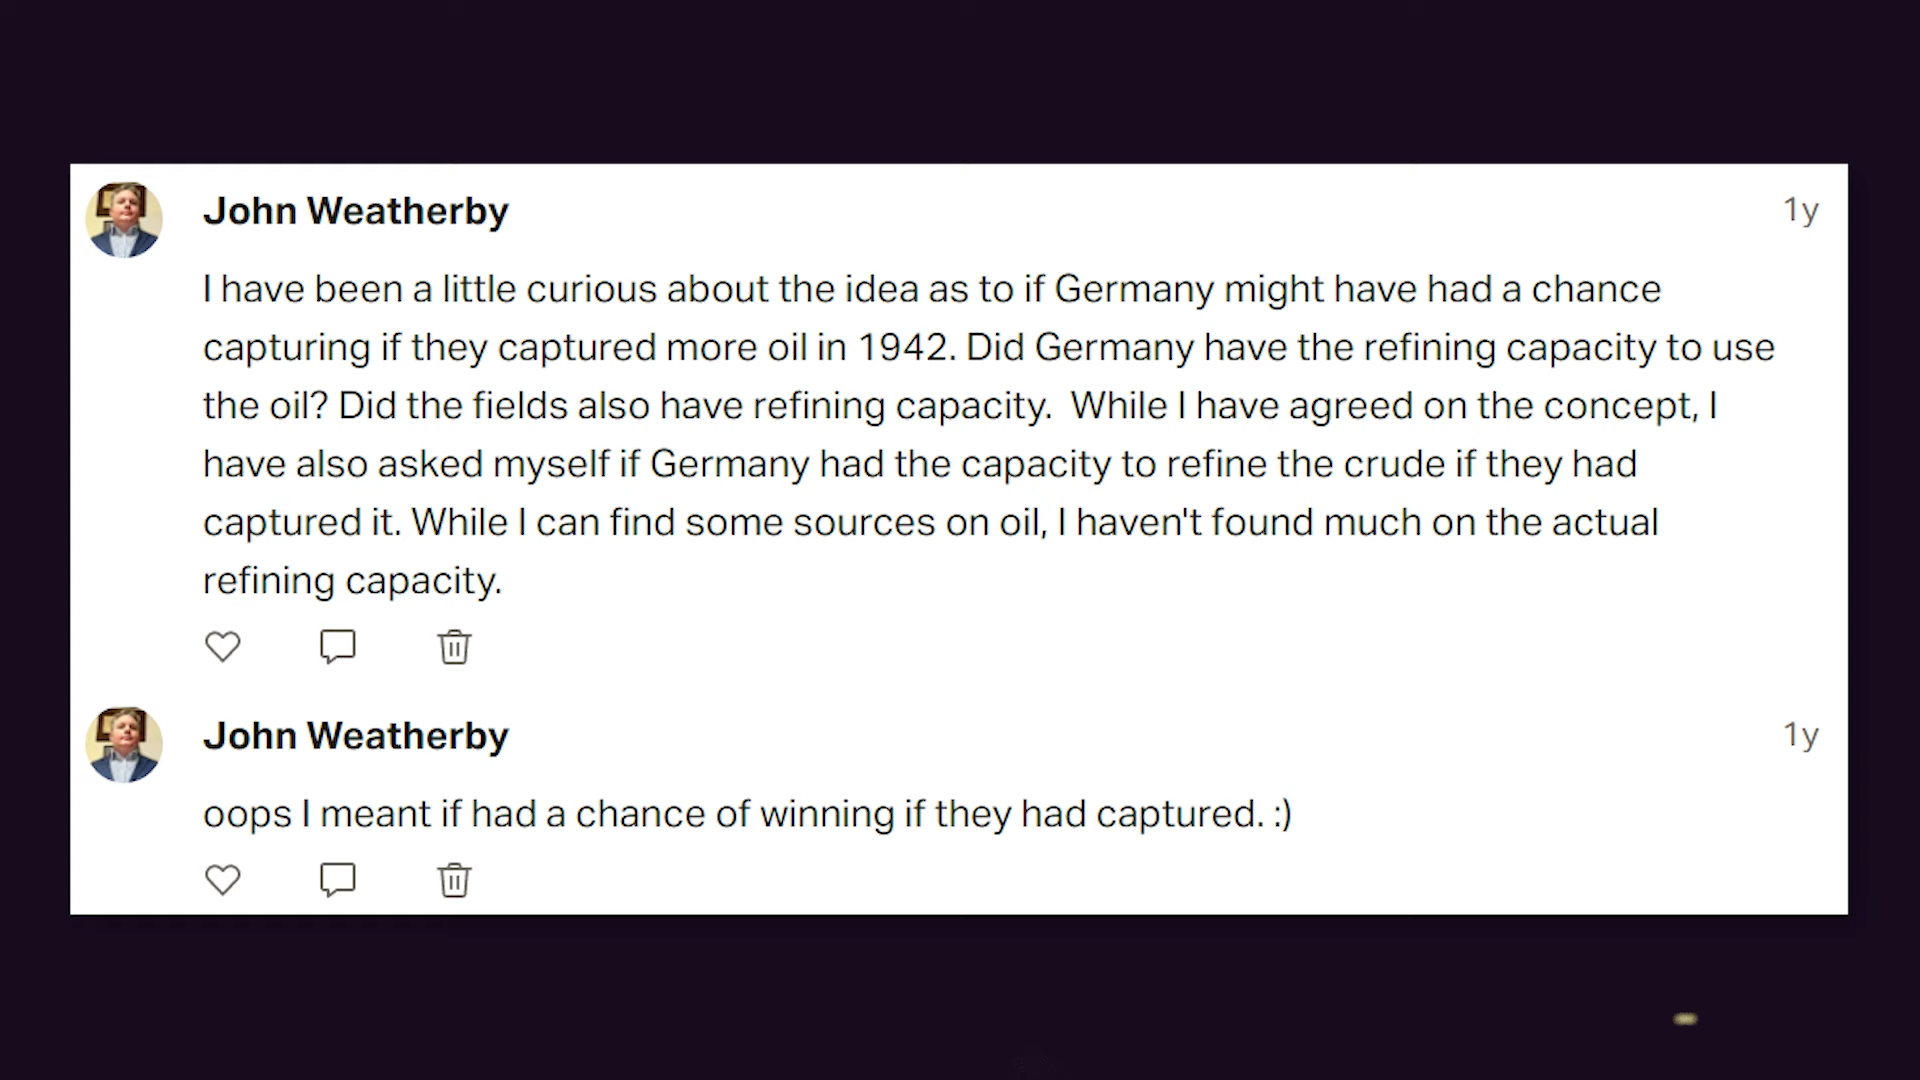 John Weatherby
1y
I have been a little curious about the idea as to if Germany might have had a chance
capturing if they captured more oil in 1942. Did Germany have the refining capacity to use
the oil? Did the fields also have refining capacity.  While I have agreed on the concept, I
have also asked myself if Germany had the capacity to refine the crude if they had
captured it. While I can find some sources on oil, I haven't found much on the actual
refining capacity.
John Weatherby
1y
oops I meant if had a chance of winning if they had captured. :)